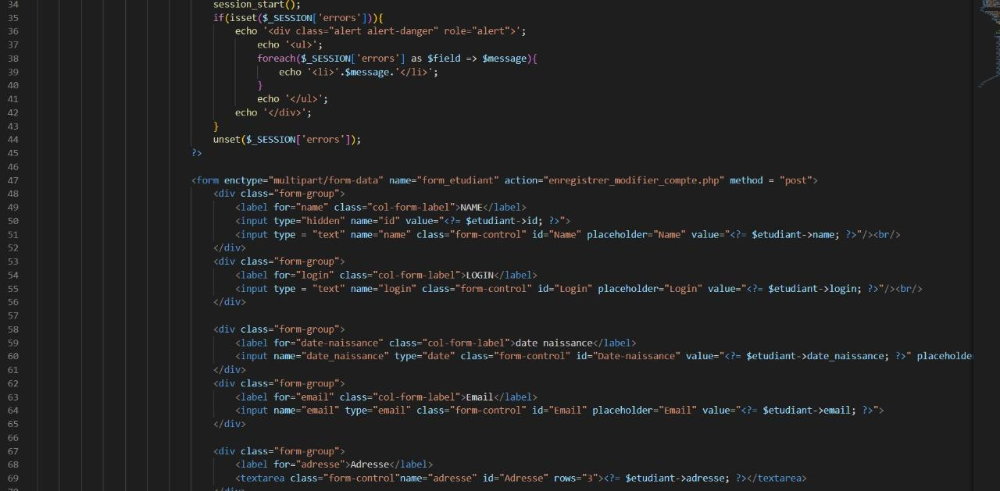 34 session_start();
35 if(isset($_SESSION['errors'])){
36 echo '<div class="alert alert-danger" role="alert">';
37 echo '<ul>';
38 foreach($_SESSION['errors'] as $field => $message){
39 echo '<li>'.$message.'</li>';
40 }
41 echo '</ul>';
42 echo '</div>';
43 }
44 unset($_SESSION['errors']);
45 ?>
46
47 <form enctype="multipart/form-data" name="form_etudiant" action="enregistrer_modifier_compte.php" method = "post">
48 <div class="form-group">
49 <label for="name" class="col-form-label">NAME</label>
50 <input type="hidden" name="id" value="<?= $etudiant->id; ?>">
51 <input type = "text" name="name" class="form-control" id="Name" placeholder="Name" value="<?= $etudiant->name; ?>"/><br/>
52 </div>
53 <div class="form-group">
54 <label for="login" class="col-form-label">LOGIN</label>
55 <input type = "text" name="login" class="form-control" id="Login" placeholder="Login" value="<?= $etudiant->login; ?>"/><br/>
56 </div>
57
58 <div class="form-group">
59 <label for="date-naissance" class="col-form-label">date naissance</label>
60 <input name="date_naissance" type="date" class="form-control" id="Date-naissance" value="<?= $etudiant->date_naissance; ?>" placeholde
61 </div>
62 <div class="form-group">
63 <label for="email" class="col-form-label">Email</label>
64 <input name="email" type="email" class="form-control" id="Email" placeholder="Email" value="<?= $etudiant->email; ?>">
65 </div>
66
67 <div class="form-group">
68 <label for="adresse">Adresse</label>
69 <textarea class="form-control"name="adresse" id="Adresse" rows="3"><?= $etudiant->adresse; ?></textarea>
70 </div>